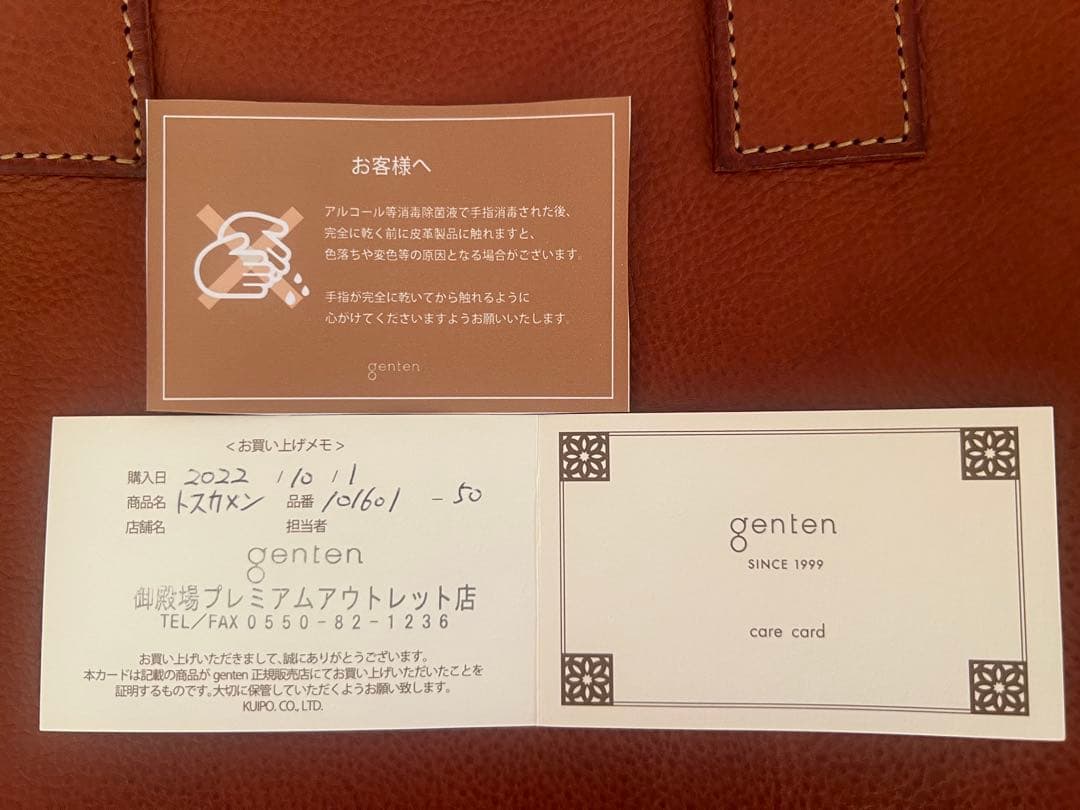 お客様へ
アルコール等消毒除菌液で手指消毒された後、
完全に乾く前に皮革製品に触れますと、
色落ちや変色等の原因となる場合がございます。
手指が完全に乾いてから触れるように
心がけてくださいますようお願いいたします。
genten
<お買い上げメモ>
購入日 2022 / 10 / 1
商品名 トスカメン 品番 101601 - 50
店舗名 担当者
genten
御殿場プレミアムアウトレット店
TEL/FAX 0550-82-1236
お買い上げいただきまして、誠にありがとうございます。
本カードは記載の商品が genten 正規販売店にてお買い上げいただいたことを
証明するものです。大切に保管していただくようお願い致します。
KUIPO. CO., LTD.
genten
SINCE 1999
care card